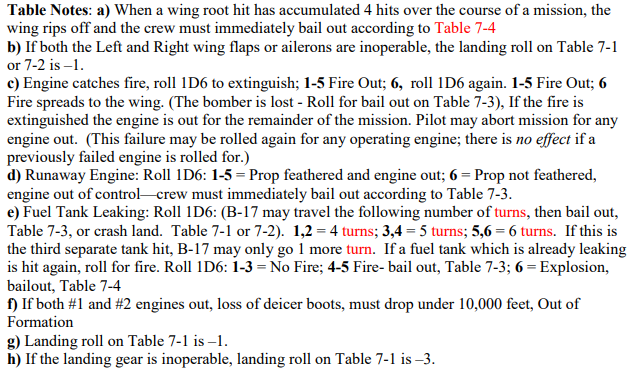 Table Notes: a) When a wing root hit has accumulated 4 hits over the course of a mission, the
wing rips off and the crew must immediately bail out according to Table 7-4
b) If both the Left and Right wing flaps or ailerons are inoperable, the landing roll on Table 7-1
or 7-2 is –1.
c) Engine catches fire, roll 1D6 to extinguish; 1-5 Fire Out; 6, roll 1D6 again. 1-5 Fire Out; 6
Fire spreads to the wing. (The bomber is lost - Roll for bail out on Table 7-3), If the fire is
extinguished the engine is out for the remainder of the mission. Pilot may abort mission for any
engine out. (This failure may be rolled again for any operating engine; there is no effect if a
previously failed engine is rolled for.)
d) Runaway Engine: Roll 1D6: 1-5 = Prop feathered and engine out; 6 = Prop not feathered,
engine out of control—crew must immediately bail out according to Table 7-3.
e) Fuel Tank Leaking: Roll 1D6: (B-17 may travel the following number of turns, then bail out,
Table 7-3, or crash land. Table 7-1 or 7-2). 1,2 = 4 turns; 3,4 = 5 turns; 5,6 = 6 turns. If this is
the third separate tank hit, B-17 may only go 1 more turn. If a fuel tank which is already leaking
is hit again, roll for fire. Roll 1D6: 1-3 = No Fire; 4-5 Fire- bail out, Table 7-3; 6 = Explosion,
bailout, Table 7-4
f) If both #1 and #2 engines out, loss of deicer boots, must drop under 10,000 feet, Out of
Formation
g) Landing roll on Table 7-1 is –1.
h) If the landing gear is inoperable, landing roll on Table 7-1 is –3.